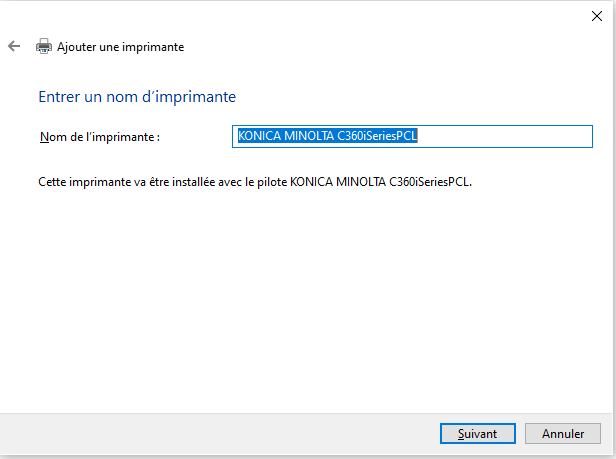 Ajouter une imprimante
Entrer un nom d’imprimante
Nom de l’imprimante : KONICA MINOLTA C360iSeriesPCL
Cette imprimante va être installée avec le pilote KONICA MINOLTA C360iSeriesPCL.
Suivant Annuler